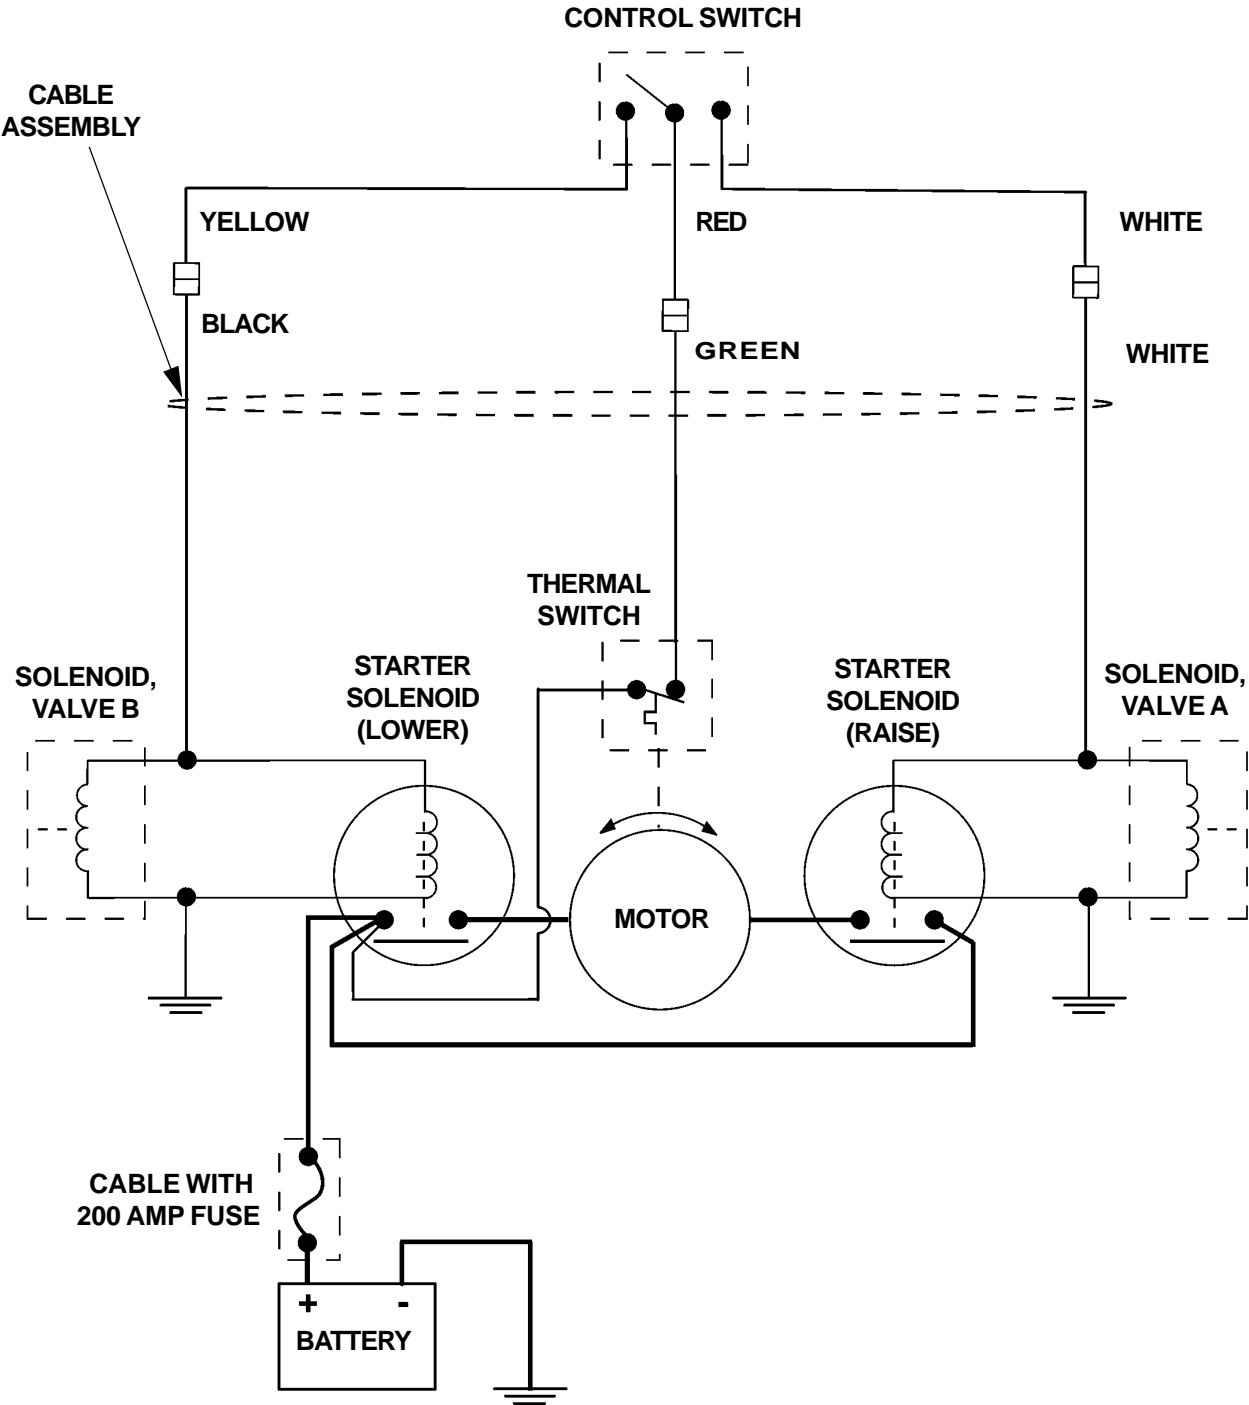 CONTROL SWITCH
CABLE
ASSEMBLY
YELLOW
RED
WHITE
BLACK
GREEN
WHITE
THERMAL
SWITCH
SOLENOID,
VALVE B
STARTER
SOLENOID
(LOWER)
STARTER
SOLENOID
(RAISE)
SOLENOID,
VALVE A
MOTOR
CABLE WITH
200 AMP FUSE
+ -
BATTERY